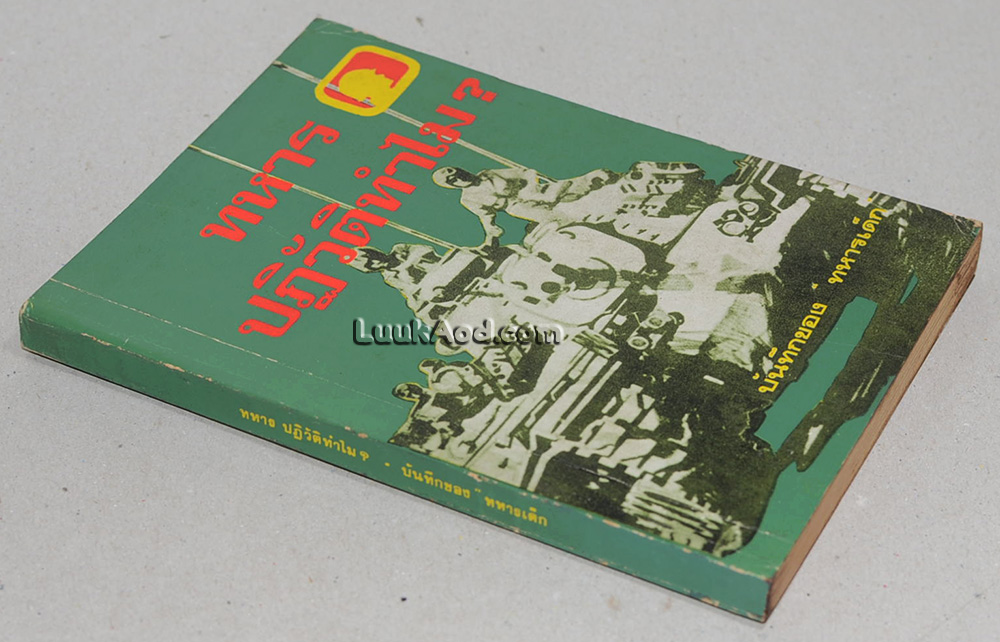 ทหาร
ปฏิวัติทำไม?
บันทึกของ "ทหารเด็ก
ทหาร ปฏิวัติทำไม? • บันทึกของ "ทหารเด็ก
LuukAod.com